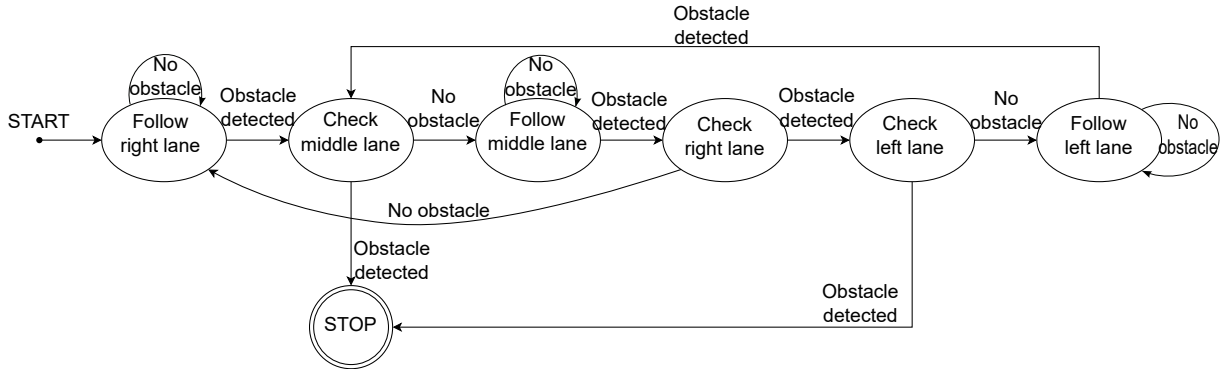 Obstacle
detected
No
obstacle
No
obstacle
Obstacle
detected
No
obstacle
Obstacle
detected
Obstacle
detected
No
obstacle
No
obstacle
START
Follow
right lane
Check
middle lane
Follow
middle lane
Check
right lane
Check
left lane
Follow
left lane
No obstacle
Obstacle
detected
Obstacle
detected
STOP